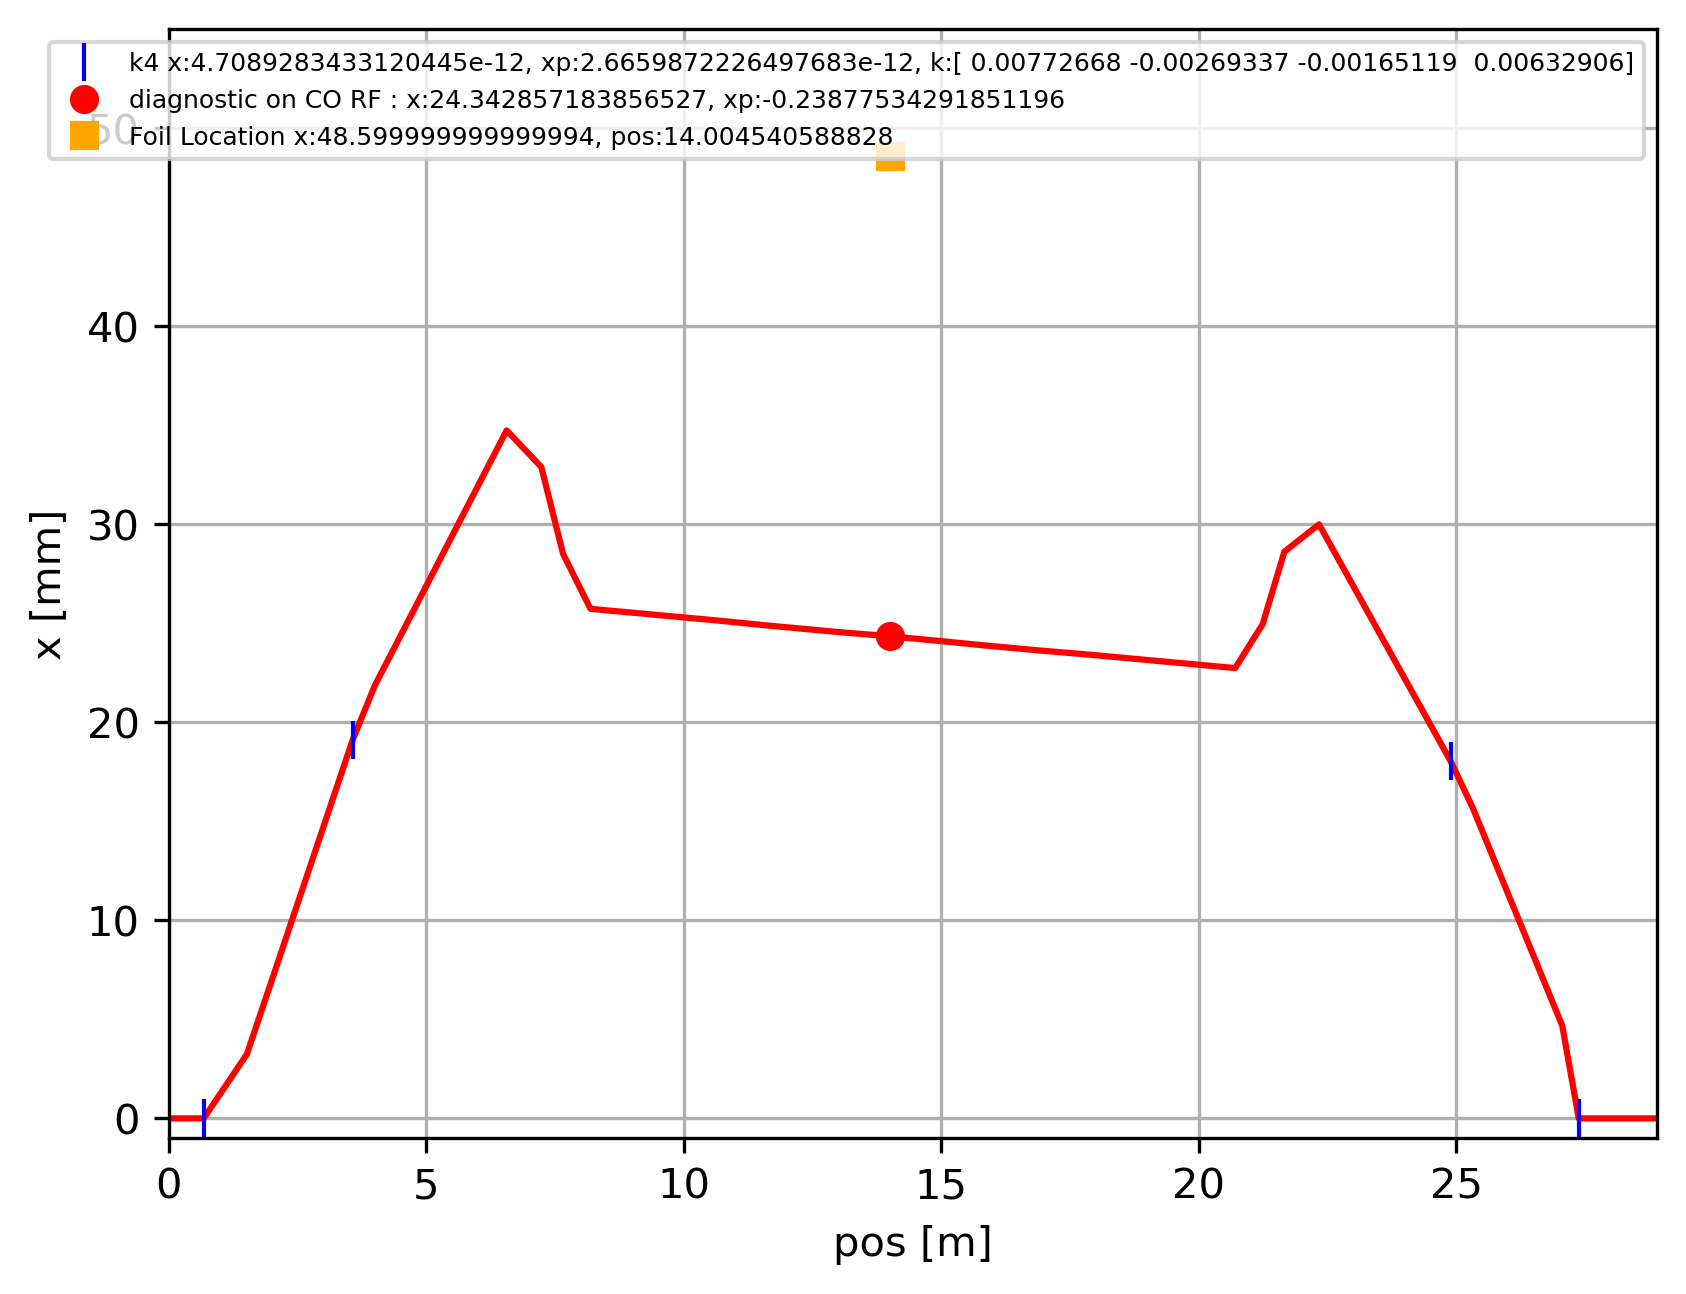 k4 x:4.7089283433120445e-12, xp:2.6659872226497683e-12, k:[ 0.00772668 -0.00269337 -0.00165119  0.00632906]
diagnostic on CO RF : x:24.342857183856527, xp:-0.23877534291851196
Foil Location x:48.599999999999994, pos:14.004540588828
50
40
30
20
10
0
x [mm]
0 5 10 15 20 25
pos [m]